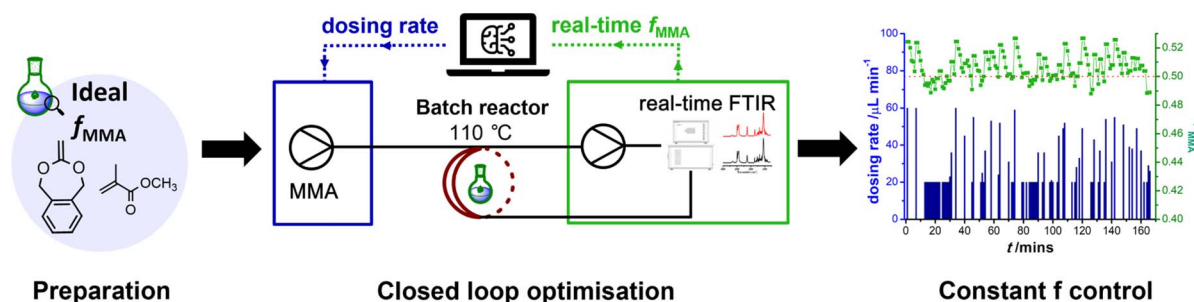 Ideal
fMMA
O
O
O
OCH3
Preparation
dosing rate
real-time fMMA
MMA
Batch reactor
110 °C
real-time FTIR
Closed loop optimisation
dosing rate /μL min-1
100
80
60
40
20
0
0 20 40 60 80 100 120 140 160
t /mins
0.52
0.50
0.48
0.46
0.44
0.42
0.40
MMA
Constant f control